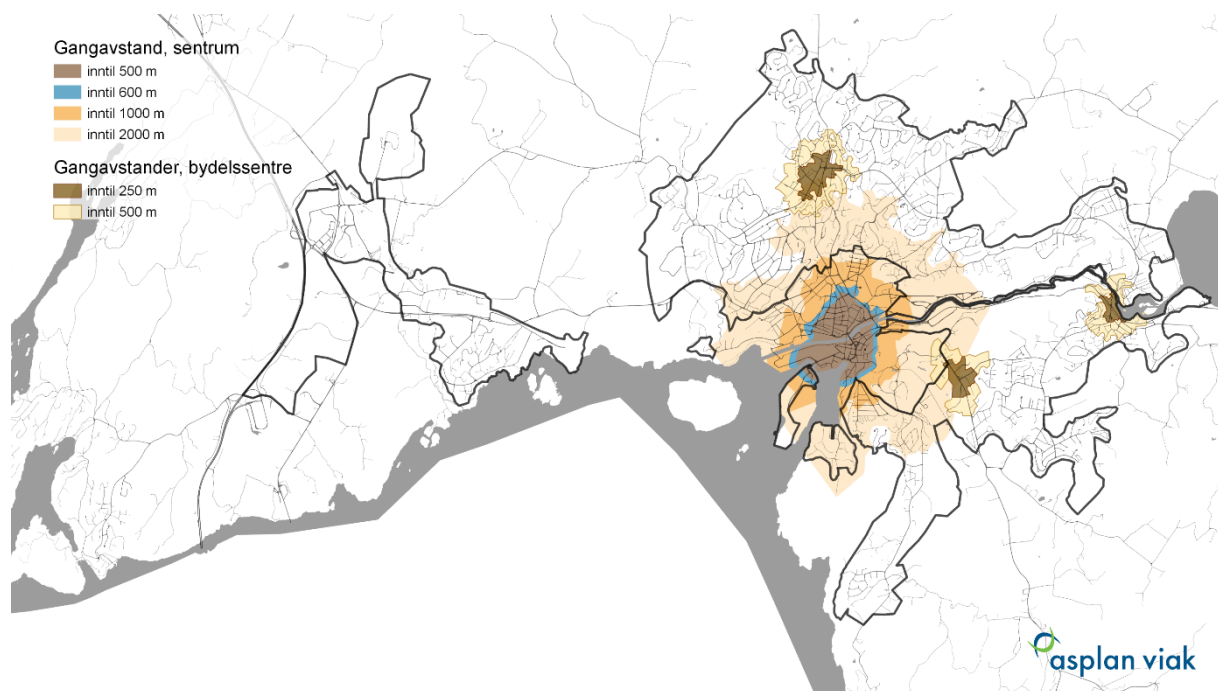 Gangavstand, sentrum
inntil 500 m
inntil 600 m
inntil 1000 m
inntil 2000 m
Gangavstander, bydelssentre
inntil 250 m
inntil 500 m
asplan viak